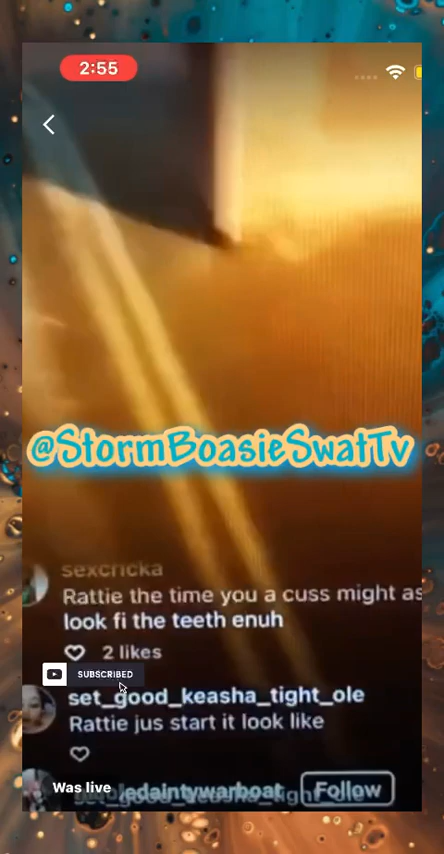 2:55
@StormBoasieSwatTv
sexcricka
Rattie the time you a cuss might as
look fi the teeth enuh
2 likes
SUBSCRIBED
set_good_keasha_tight_ole
Rattie jus start it look like
Was live
Follow